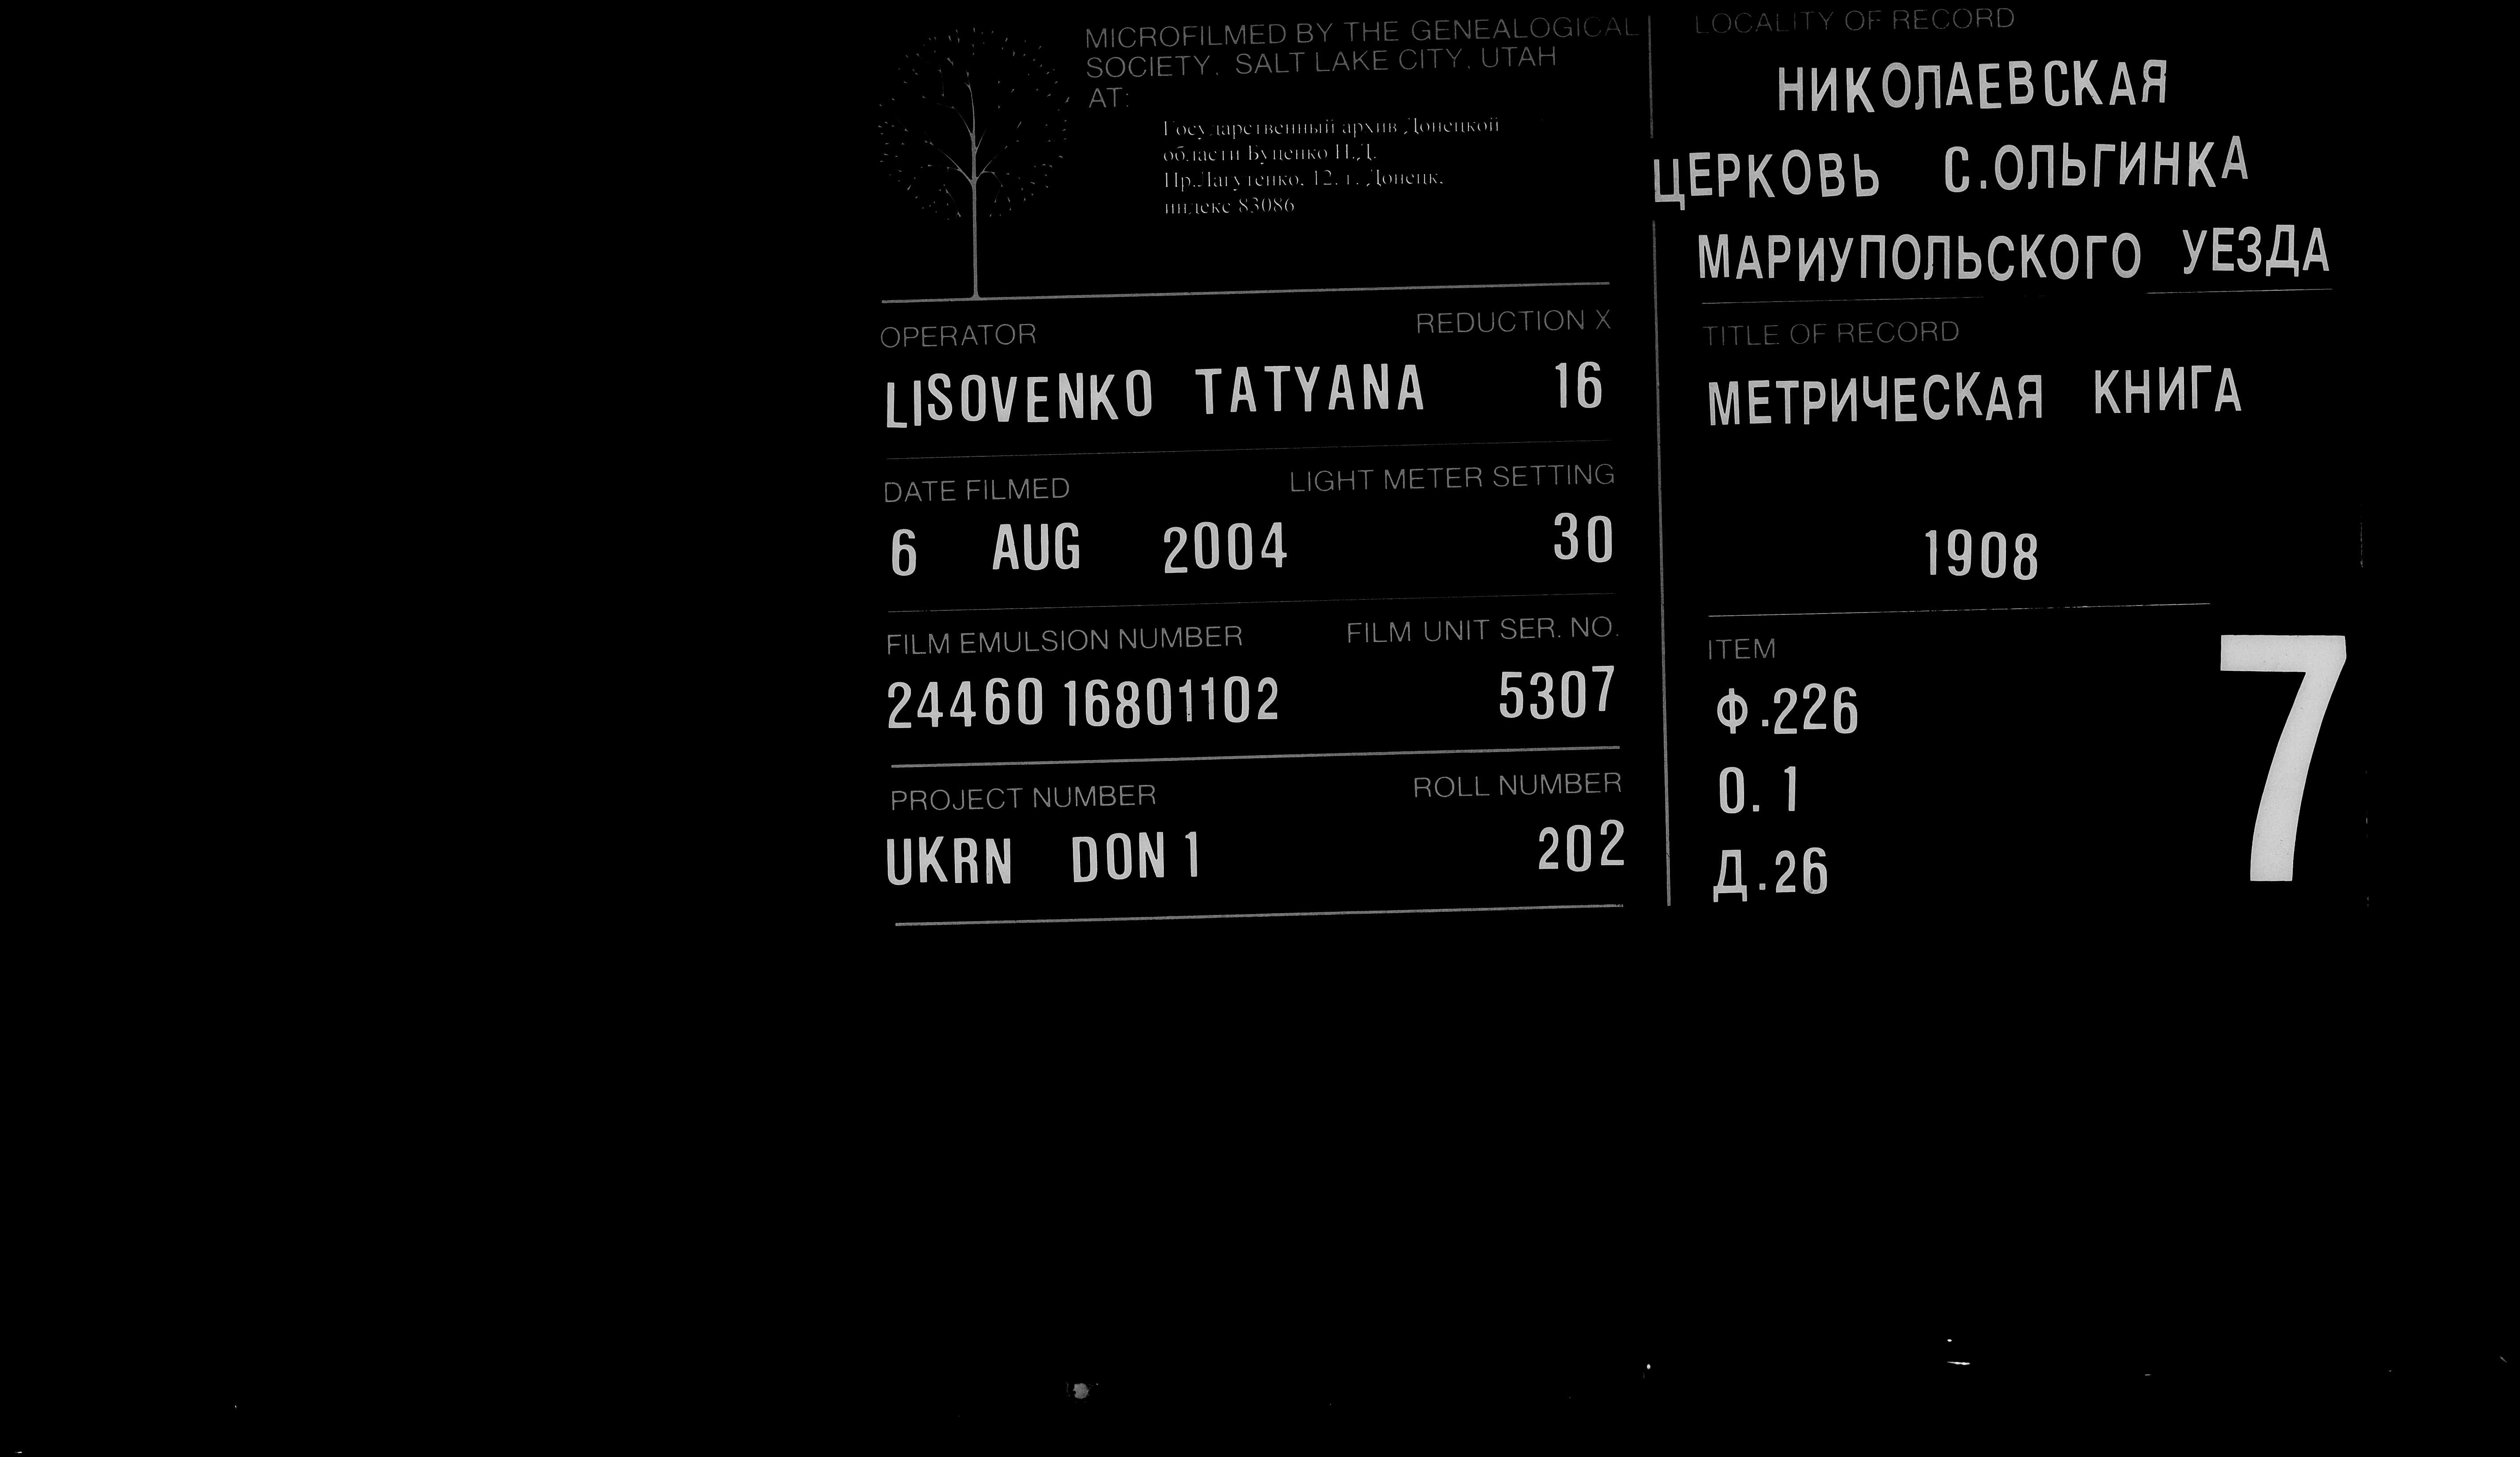 MICROFILMED BY THE GENEALOGICAL
SOCIETY, SALT LAKE CITY, UTAH
AT:
Государственный архив Донецкой
области Буценко Н.Д.
Пр.Лагутенко, 12, г. Донецк,
индекс 83086
OPERATOR REDUCTION X
LISOVENKO TATYANA 16
DATE FILMED LIGHT METER SETTING
6 AUG 2004 30
FILM EMULSION NUMBER FILM UNIT SER. NO.
24460 16801102 5307
PROJECT NUMBER ROLL NUMBER
UKRN DON 1 202
LOCALITY OF RECORD
НИКОЛАЕВСКАЯ
ЦЕРКОВЬ С.ОЛЬГИНКА
МАРИУПОЛЬСКОГО УЕЗДА
TITLE OF RECORD
МЕТРИЧЕСКАЯ КНИГА
1908
ITEM
Ф.226
О. 1
Д.26
7